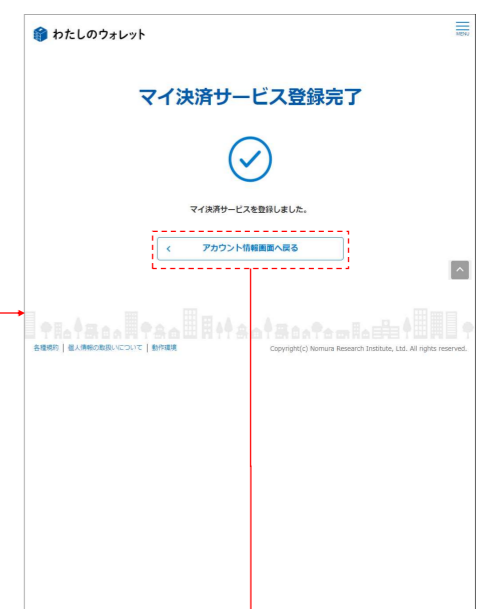 わたしのウォレット
MENU
マイ決済サービス登録完了
マイ決済サービスを登録しました。
アカウント情報画面へ戻る
各種規約 | 個人情報の取扱いについて | 動作環境
Copyright(c) Nomura Research Institute, Ltd. All rights reserved.